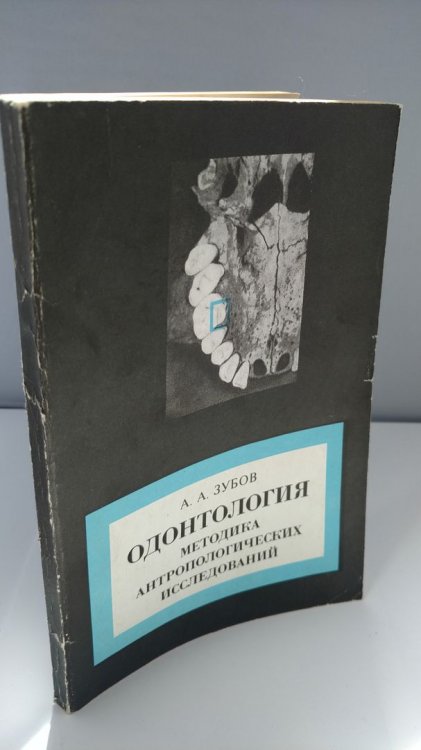 А. А. ЗУБОВ
ОДОНТОЛОГИЯ
МЕТОДИКА
АНТРОПОЛОГИЧЕСКИХ
ИССЛЕДОВАНИЙ